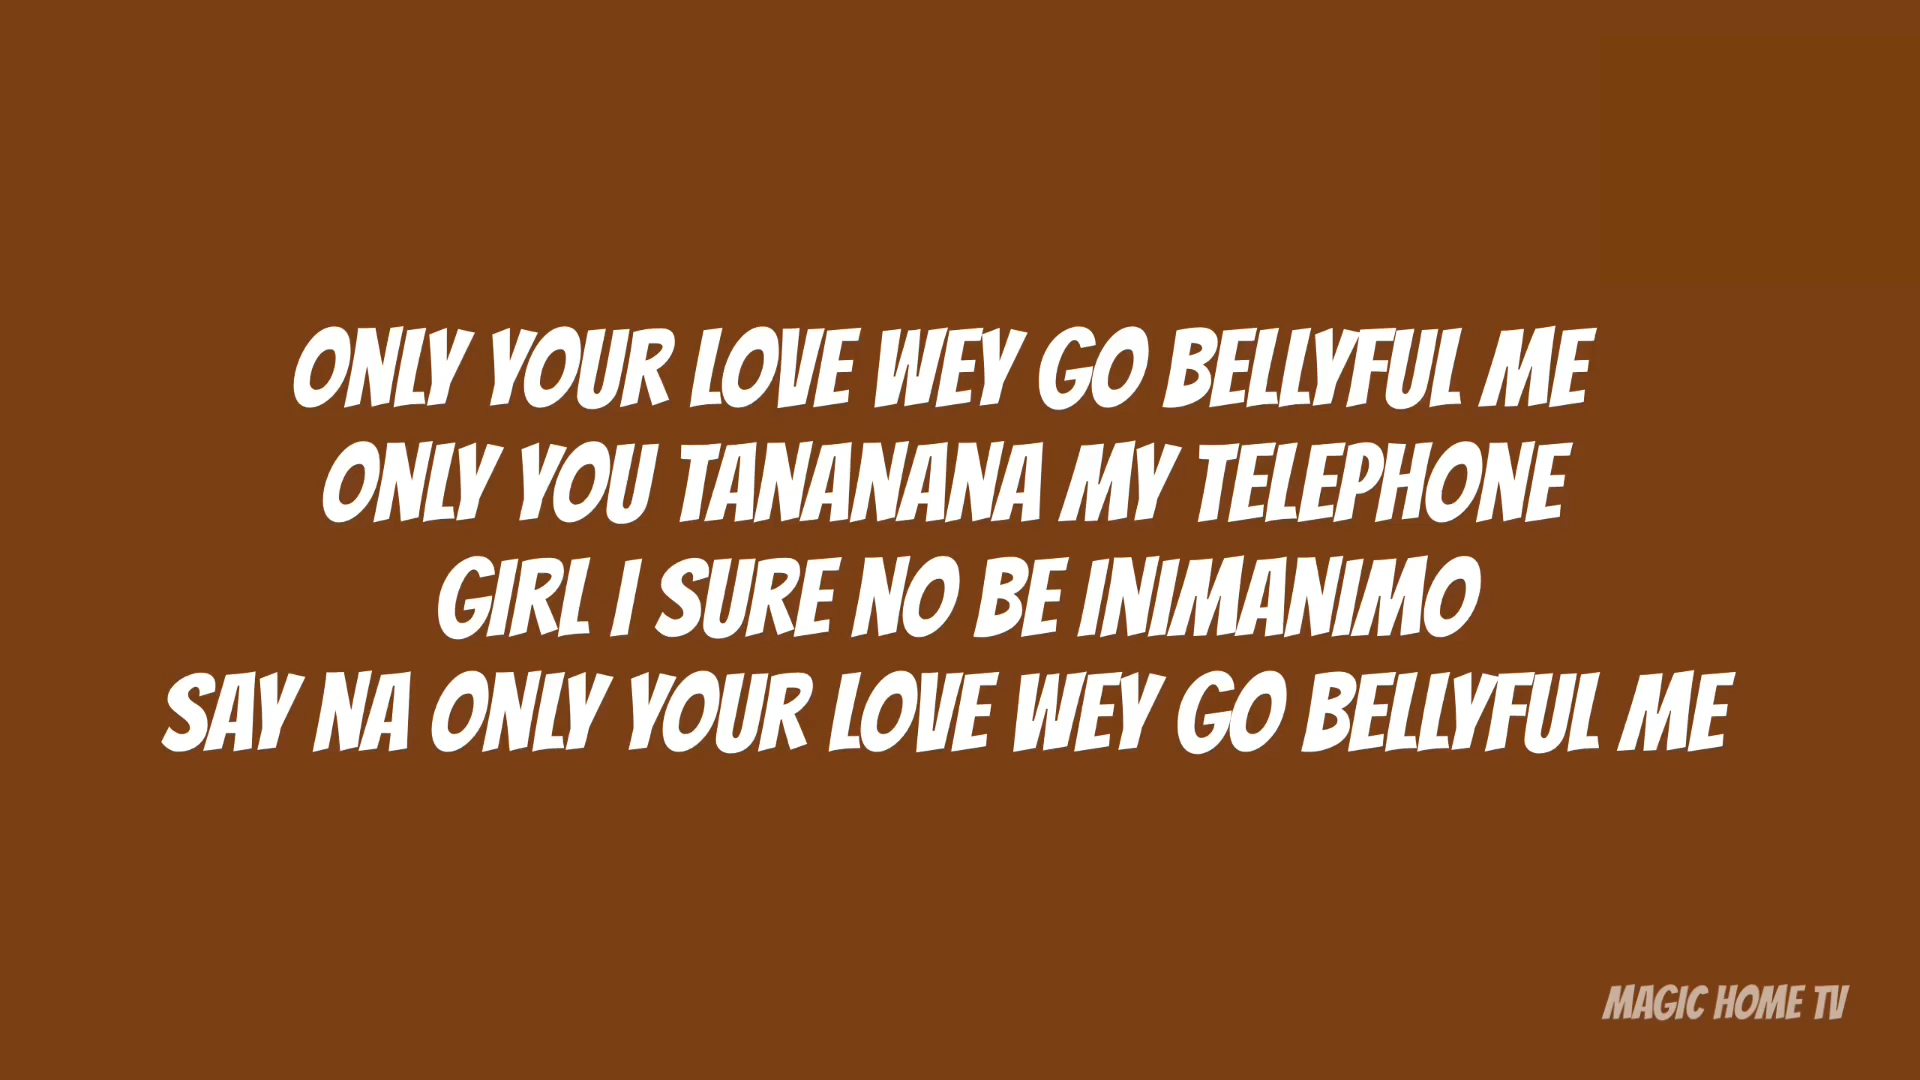 ONLY YOUR LOVE WEY GO BELLYFUL ME
ONLY YOU TANANANA MY TELEPHONE
GIRL I SURE NO BE INIMANIMO
SAY NA ONLY YOUR LOVE WEY GO BELLYFUL ME
MAGIC HOME TV